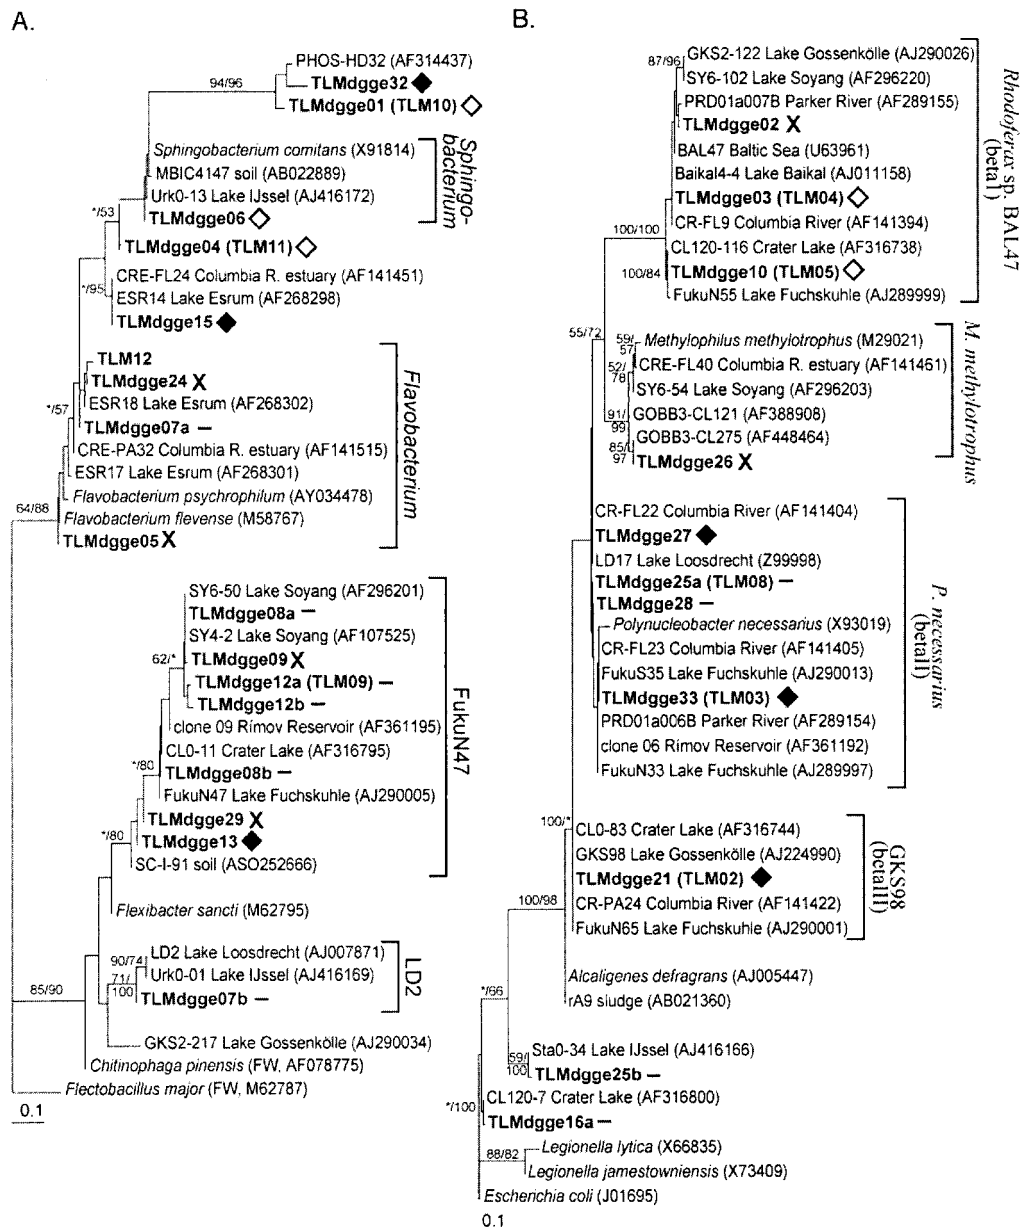 A.
PHOS-HD32 (AF314437)
94/96
TLMdgge32 ◆
TLMdgge01 (TLM10) ◇
Sphingobacterium comitans (X91814)
MBIC4147 soil (AB022889)
Urk0-13 Lake IJssel (AJ416172)
*/53
TLMdgge06 ◇
Sphingo-
bacterium
TLMdgge04 (TLM11) ◇
CRE-FL24 Columbia R. estuary (AF141451)
*/95
ESR14 Lake Esrum (AF268298)
TLMdgge15 ◆
TLM12
TLMdgge24 X
ESR18 Lake Esrum (AF268302)
*/57
TLMdgge07a –
CRE-PA32 Columbia R. estuary (AF141515)
ESR17 Lake Esrum (AF268301)
Flavobacterium psychrophilum (AY034478)
64/88
Flavobacterium flevense (M58767)
TLMdgge05 X
Flavobacterium
SY6-50 Lake Soyang (AF296201)
TLMdgge08a –
SY4-2 Lake Soyang (AF107525)
62/*
TLMdgge09 X
TLMdgge12a (TLM09) –
TLMdgge12b –
clone 09 Rímov Reservoir (AF361195)
CL0-11 Crater Lake (AF316795)
*/80
TLMdgge08b –
FukuN47 Lake Fuchskuhle (AJ290005)
TLMdgge29 X
*/80
TLMdgge13 ◆
SC-I-91 soil (ASO252666)
FukuN47
Flexibacter sancti (M62795)
LD2 Lake Loosdrecht (AJ007871)
90/74
Urk0-01 Lake IJssel (AJ416169)
71/
100
TLMdgge07b –
LD2
85/90
GKS2-217 Lake Gossenkölle (AJ290034)
Chitinophaga pinensis (FW, AF078775)
Flectobacillus major (FW, M62787)
0.1
B.
GKS2-122 Lake Gossenkölle (AJ290026)
87/96
SY6-102 Lake Soyang (AF296220)
PRD01a007B Parker River (AF289155)
TLMdgge02 X
BAL47 Baltic Sea (U63961)
Baikal4-4 Lake Baikal (AJ011158)
TLMdgge03 (TLM04) ◇
CR-FL9 Columbia River (AF141394)
100/100
CL120-116 Crater Lake (AF316738)
100/84
TLMdgge10 (TLM05) ◇
FukuN55 Lake Fuchskuhle (AJ289999)
Rhodoferax sp. BAL47
(betaI)
55/72
59/
57
Methylophilus methylotrophus (M29021)
CRE-FL40 Columbia R. estuary (AF141461)
52/
78
SY6-54 Lake Soyang (AF296203)
91/
99
GOBB3-CL121 (AF388908)
GOBB3-CL275 (AF448464)
85/
97
TLMdgge26 X
M. methylotrophus
CR-FL22 Columbia River (AF141404)
TLMdgge27 ◆
LD17 Lake Loosdrecht (Z99998)
TLMdgge25a (TLM08) –
TLMdgge28 –
Polynucleobacter necessarius (X93019)
CR-FL23 Columbia River (AF141405)
FukuS35 Lake Fuchskuhle (AJ290013)
TLMdgge33 (TLM03) ◆
PRD01a006B Parker River (AF289154)
clone 06 Rímov Reservoir (AF361192)
FukuN33 Lake Fuchskuhle (AJ289997)
P. necessarius
(betaII)
100/*
CL0-83 Crater Lake (AF316744)
GKS98 Lake Gossenkölle (AJ224990)
TLMdgge21 (TLM02) ◆
CR-PA24 Columbia River (AF141422)
FukuN65 Lake Fuchskuhle (AJ290001)
GKS98
(betaIII)
100/98
Alcaligenes defragrans (AJ005447)
rA9 sludge (AB021360)
*/66
Sta0-34 Lake IJssel (AJ416166)
59/
100
TLMdgge25b –
CL120-7 Crater Lake (AF316800)
*/100
TLMdgge16a –
88/82
Legionella lytica (X66835)
Legionella jamestowniensis (X73409)
Escherichia coli (J01695)
0.1